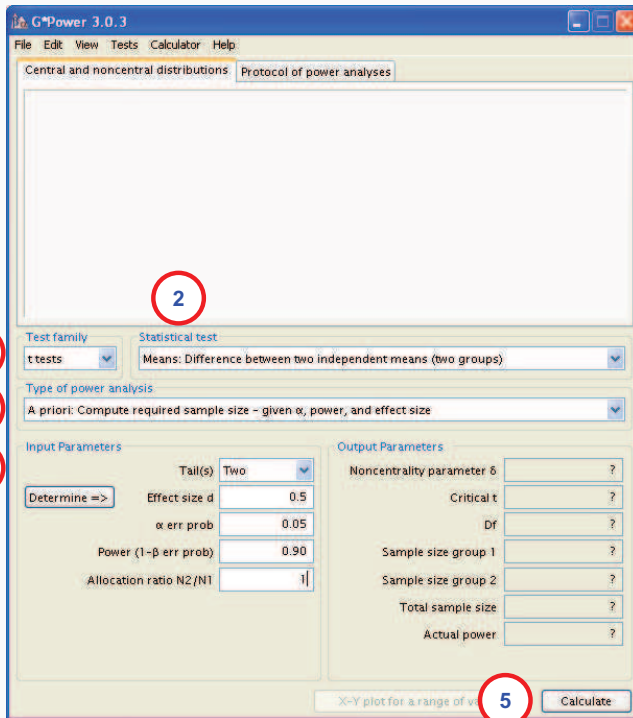 G*Power 3.0.3
File Edit View Tests Calculator Help
Central and noncentral distributions Protocol of power analyses
2
Test family Statistical test
t tests Means: Difference between two independent means (two groups)
Type of power analysis
A priori: Compute required sample size – given α, power, and effect size
Input Parameters Output Parameters
Tail(s) Two Noncentrality parameter δ ?
Determine => Effect size d 0.5 Critical t ?
α err prob 0.05 Df ?
Power (1-β err prob) 0.90 Sample size group 1 ?
Allocation ratio N2/N1 1 Sample size group 2 ?
Total sample size ?
Actual power ?
X-Y plot for a range of 5 Calculate